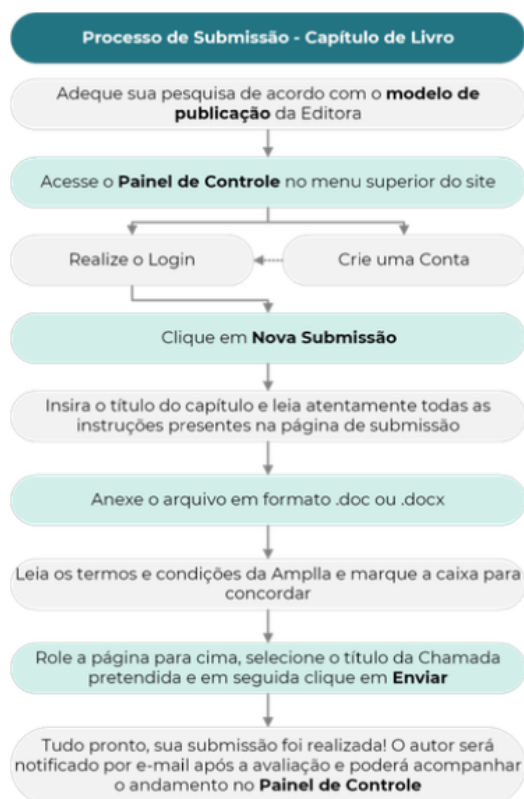 Processo de Submissão - Capítulo de Livro
Adeque sua pesquisa de acordo com o modelo de
publicação da Editora
Acesse o Painel de Controle no menu superior do site
Realize o Login
Crie uma Conta
Clique em Nova Submissão
Insira o título do capítulo e leia atentamente todas as
instruções presentes na página de submissão
Anexe o arquivo em formato .doc ou .docx
Leia os termos e condições da Amplla e marque a caixa para
concordar
Role a página para cima, selecione o título da Chamada
pretendida e em seguida clique em Enviar
Tudo pronto, sua submissão foi realizada! O autor será
notificado por e-mail após a avaliação e poderá acompanhar
o andamento no Painel de Controle